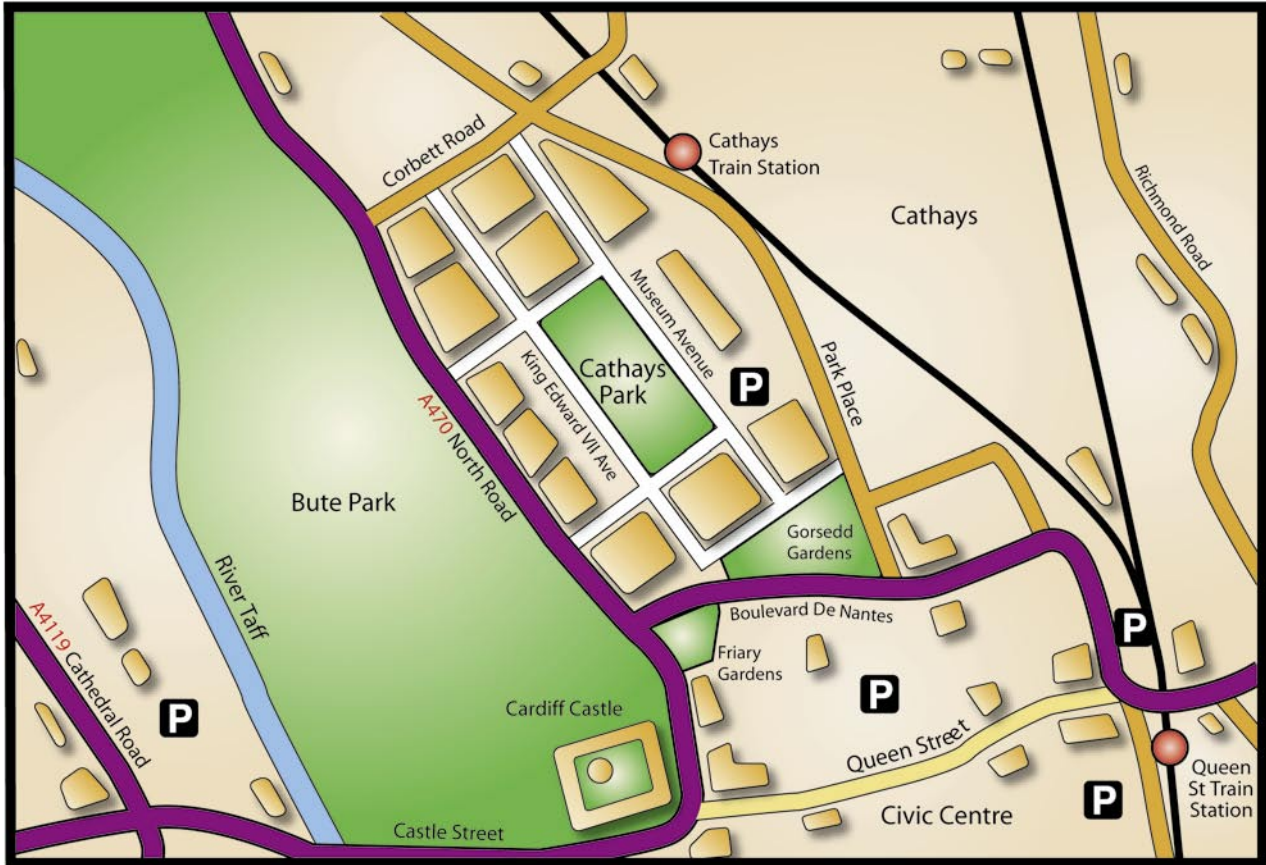 Corbett Road
Cathays
Train Station
Cathays
Richmond Road
Museum Avenue
Cathays
Park
King Edward VII Ave
P
Park Place
A470 North Road
Bute Park
Gorsedd
Gardens
River Taff
Boulevard De Nantes
P
A4119 Cathedral Road
Friary
Gardens
P
P
Cardiff Castle
Queen Street
Queen
St Train
Station
P
Civic Centre
Castle Street